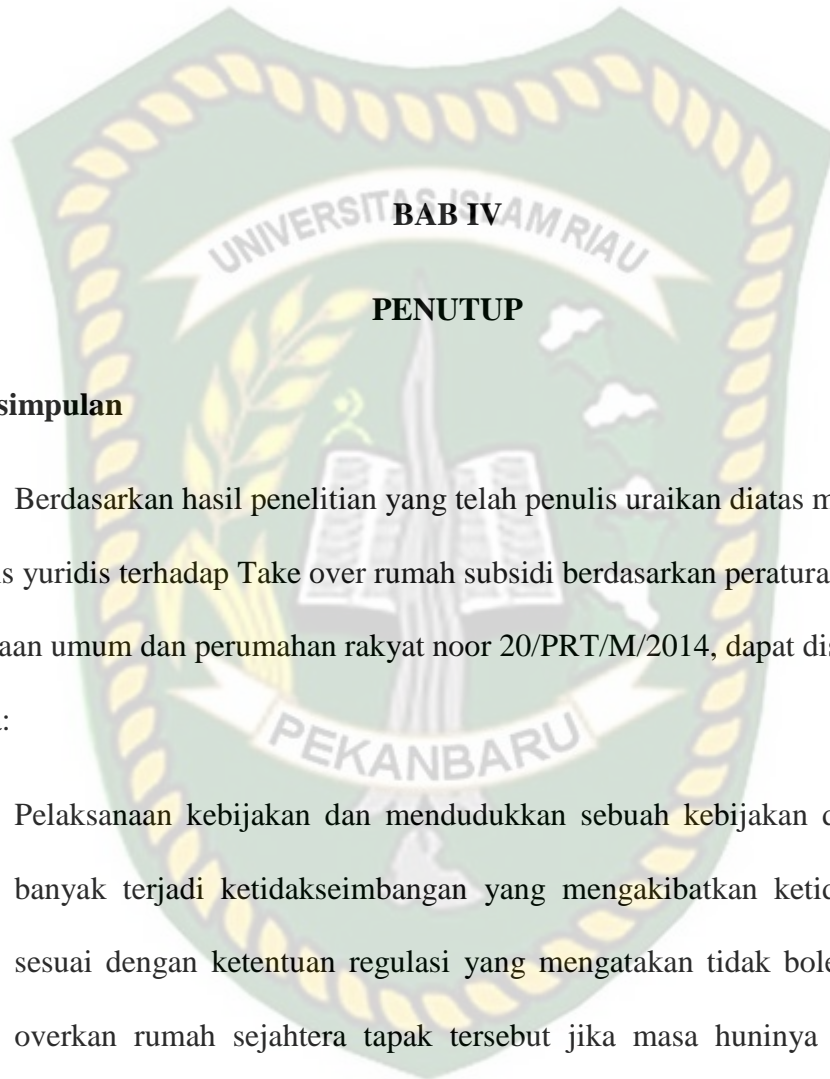 UNIVERSITAS ISLAM RIAU
BAB IV
PENUTUP
simpulan
Berdasarkan hasil penelitian yang telah penulis uraikan diatas m
is yuridis terhadap Take over rumah subsidi berdasarkan peratura
aan umum dan perumahan rakyat noor 20/PRT/M/2014, dapat dis
:
PEKANBARU
Pelaksanaan kebijakan dan mendudukkan sebuah kebijakan d
banyak terjadi ketidakseimbangan yang mengakibatkan ketid
sesuai dengan ketentuan regulasi yang mengatakan tidak bole
overkan rumah sejahtera tapak tersebut jika masa huninya